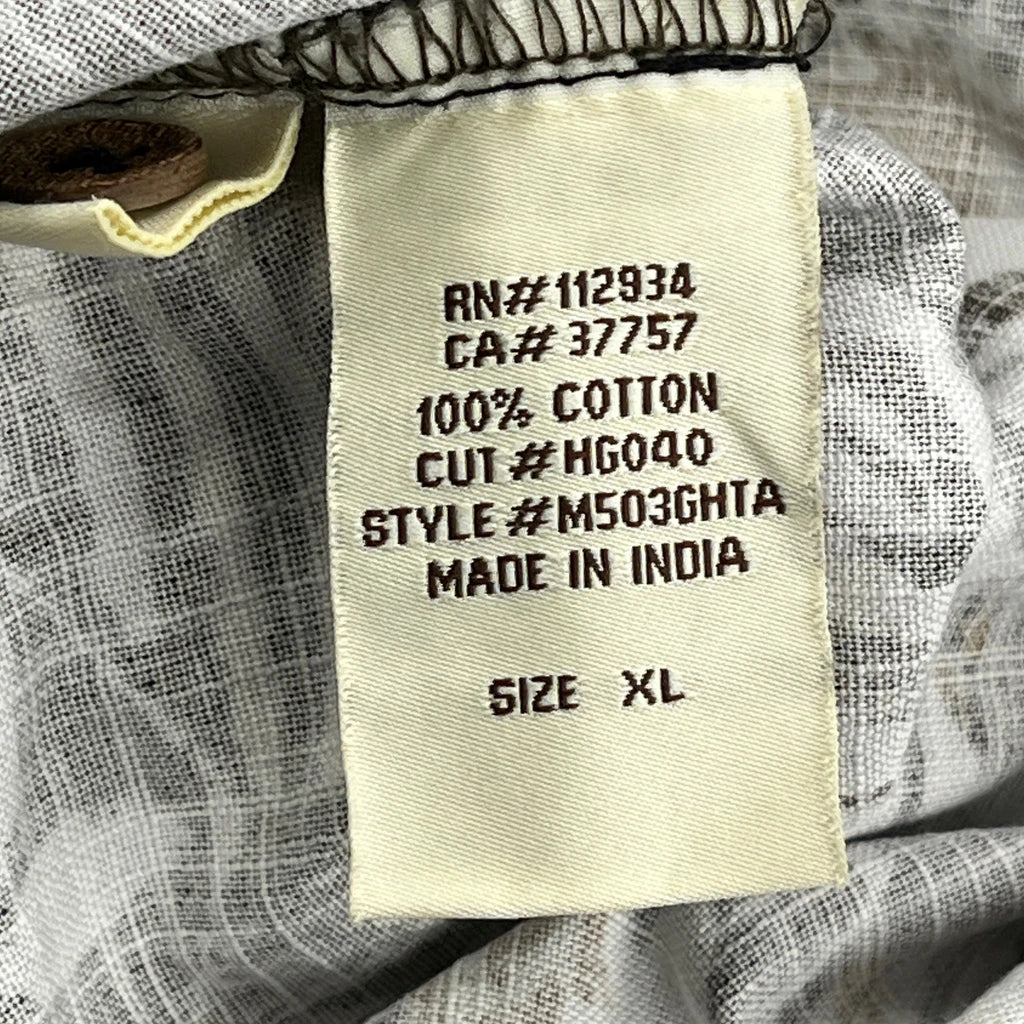 RN#112934
CA# 37757
100% COTTON
CUT #HG040
STYLE #M503GHTA
MADE IN INDIA
SIZE XL